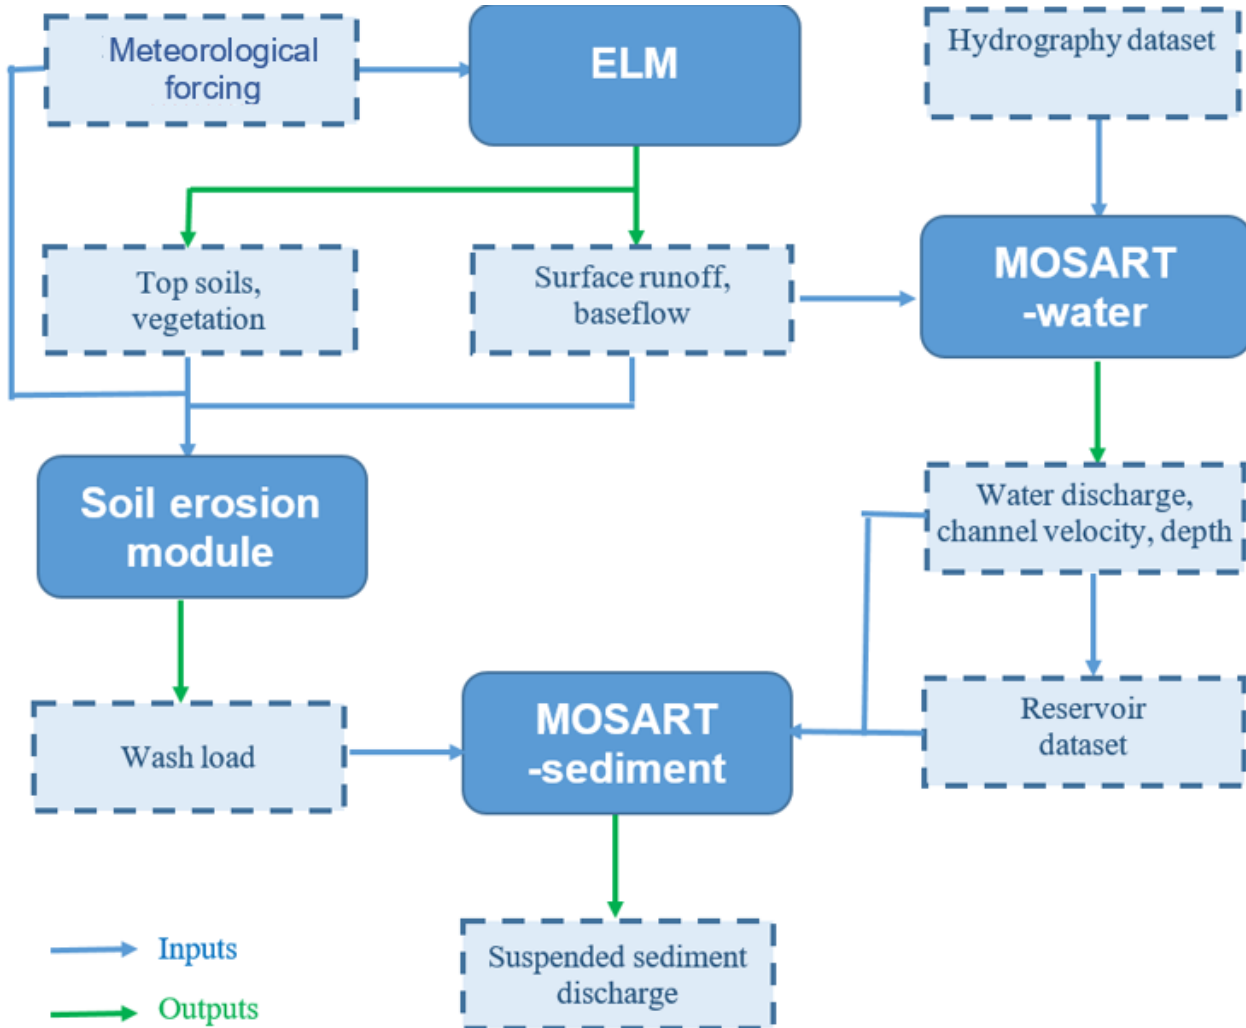 Meteorological
forcing
ELM
Hydrography dataset
Top soils,
vegetation
Surface runoff,
baseflow
MOSART
-water
Soil erosion
module
Water discharge,
channel velocity, depth
Wash load
MOSART
-sediment
Reservoir
dataset
Suspended sediment
discharge
Inputs
Outputs